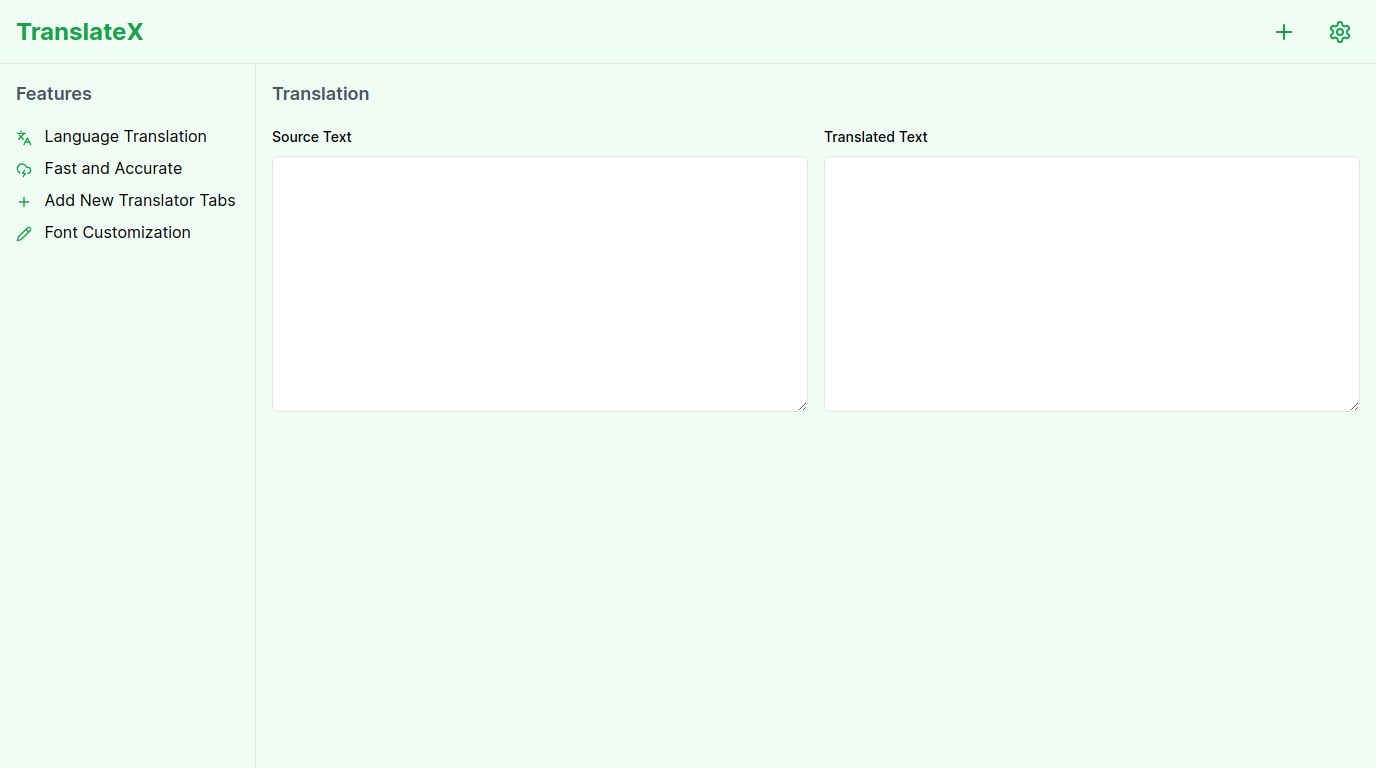 TranslateX
Features
Language Translation
Fast and Accurate
Add New Translator Tabs
Font Customization
Translation
Source Text
Translated Text